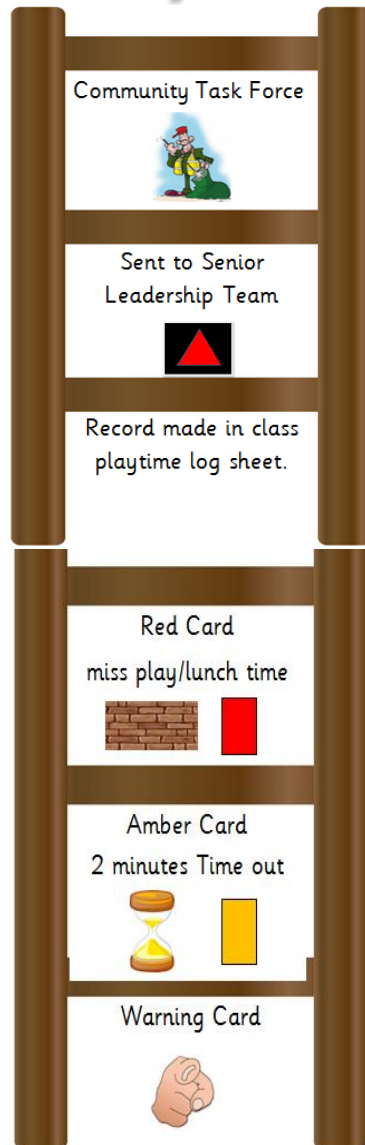 Community Task Force
Sent to Senior
Leadership Team
Record made in class
playtime log sheet.
Red Card
miss play/lunch time
Amber Card
2 minutes Time out
Warning Card